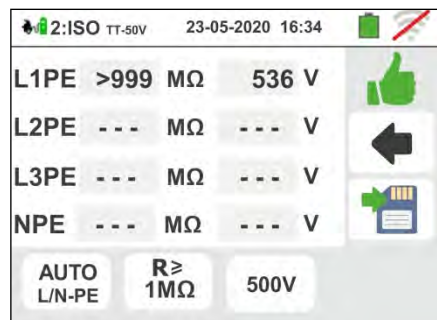 2:ISO TT-50V 23-05-2020 16:34
L1PE >999 MΩ 536 V
L2PE - - - MΩ - - - V
L3PE - - - MΩ - - - V
NPE - - - MΩ - - - V
AUTO R≥ 500V
L/N-PE 1MΩ